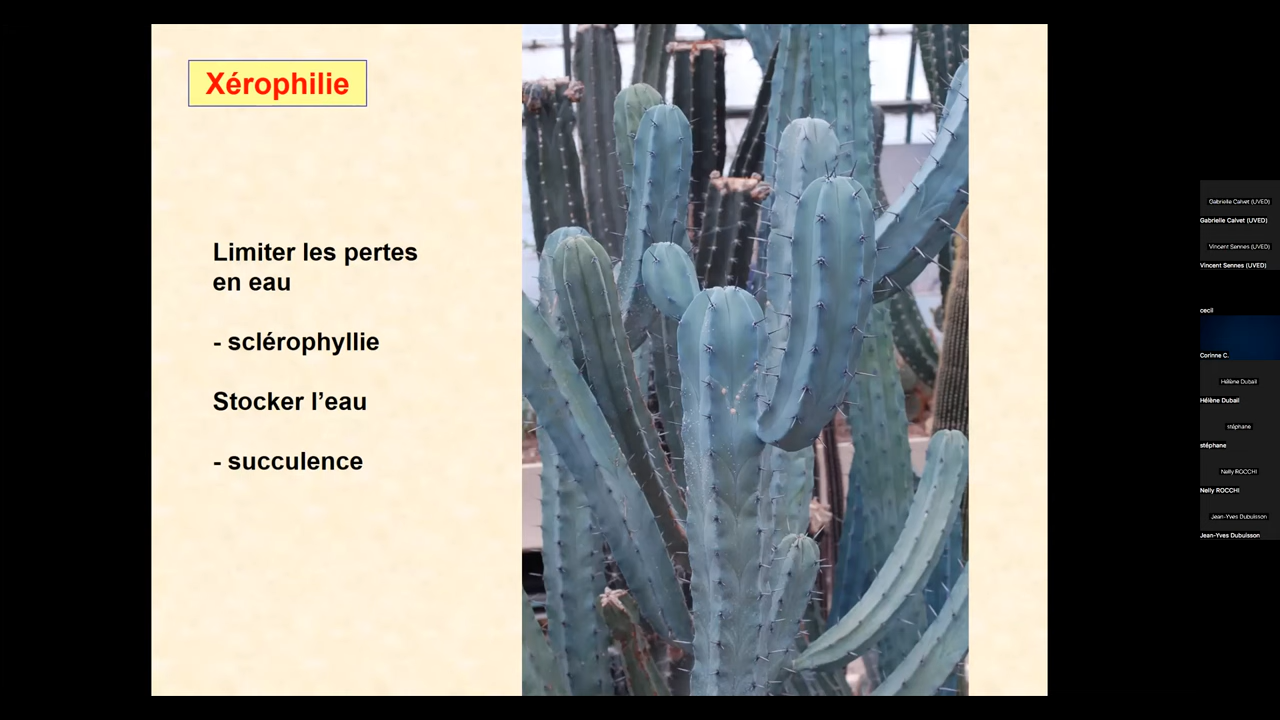 Xérophilie
Limiter les pertes
en eau
- sclérophyllie
Stocker l’eau
- succulence
Gabrielle Calvet (UVED)
Gabrielle Calvet (UVED)
Vincent Sennes (UVED)
Vincent Sennes (UVED)
cecil
Corinne C.
Hélène Dubail
Hélène Dubail
stéphane
stéphane
Nelly ROCCHI
Nelly ROCCHI
Jean-Yves Dubuisson
Jean-Yves Dubuisson